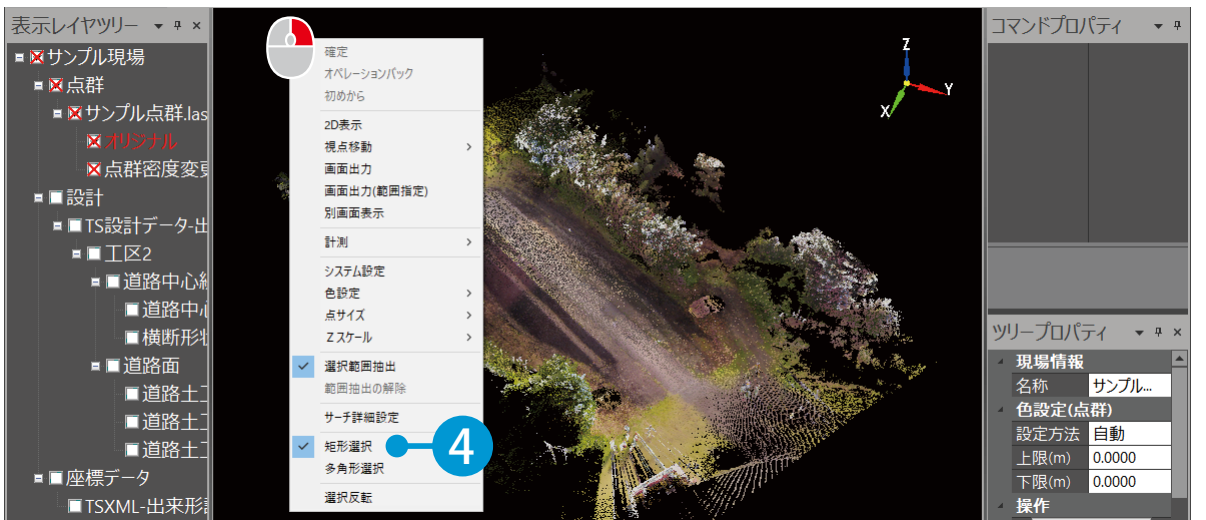 表示レイヤツリー
サンプル現場
点群
サンプル点群.las
オリジナル
点群密度変
設計
TS設計データ-出
工区2
道路中心
道路中
横断形
道路面
道路土
道路土
道路土
座標データ
TSXML-出来形
確定
オペレーションパック
初めから
2D表示
視点移動
画面出力
画面出力(範囲指定)
別画面表示
計測
システム設定
色設定
点サイズ
Zスケール
選択範囲抽出
範囲抽出の解除
サーチ詳細設定
矩形選択
4
多角形選択
選択反転
Z
Y
X
コマンドプロパティ
ツリープロパティ
現場情報
名称 サンプル...
色設定(点群)
設定方法 自動
上限(m) 0.0000
下限(m) 0.0000
操作